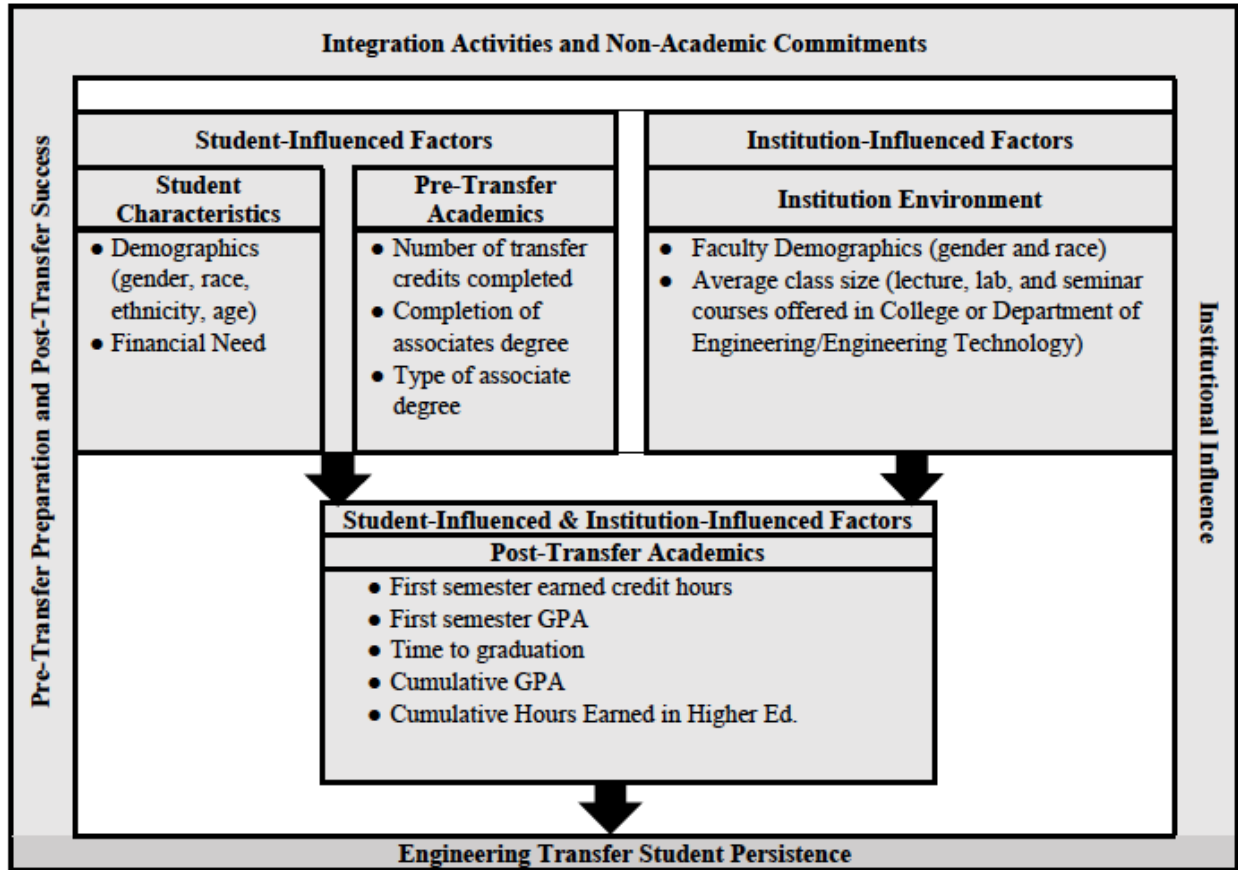 Integration Activities and Non-Academic Commitments
Pre-Transfer Preparation and Post-Transfer Success
Student-Influenced Factors
Student
Characteristics
● Demographics
(gender, race,
ethnicity, age)
● Financial Need
Pre-Transfer
Academics
● Number of transfer
credits completed
● Completion of
associates degree
● Type of associate
degree
Institution-Influenced Factors
Institution Environment
● Faculty Demographics (gender and race)
● Average class size (lecture, lab, and seminar
courses offered in College or Department of
Engineering/Engineering Technology)
Institutional Influence
Student-Influenced & Institution-Influenced Factors
Post-Transfer Academics
● First semester earned credit hours
● First semester GPA
● Time to graduation
● Cumulative GPA
● Cumulative Hours Earned in Higher Ed.
Engineering Transfer Student Persistence